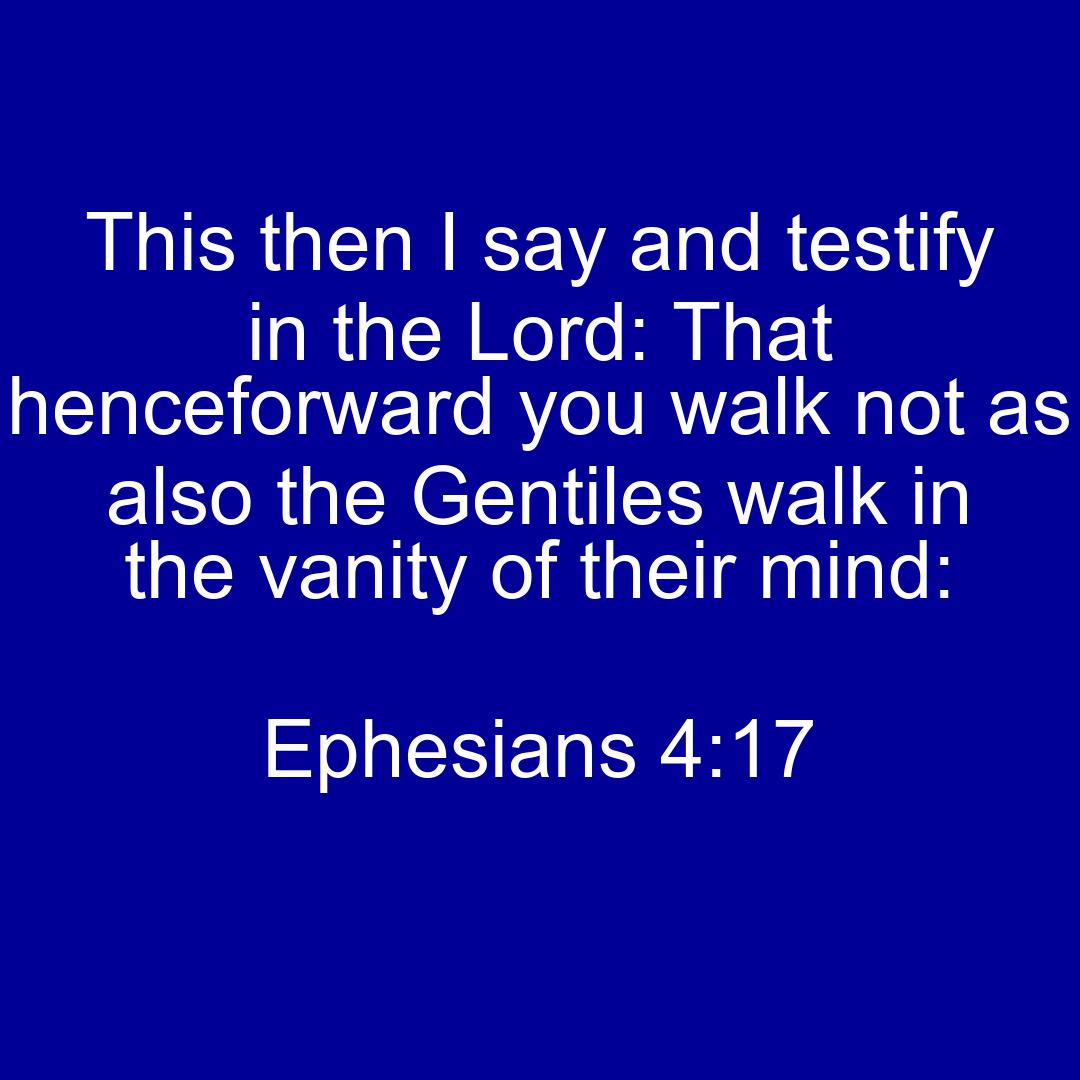 This then I say and testify
in the Lord: That
henceforward you walk not as
also the Gentiles walk in
the vanity of their mind:
Ephesians 4:17